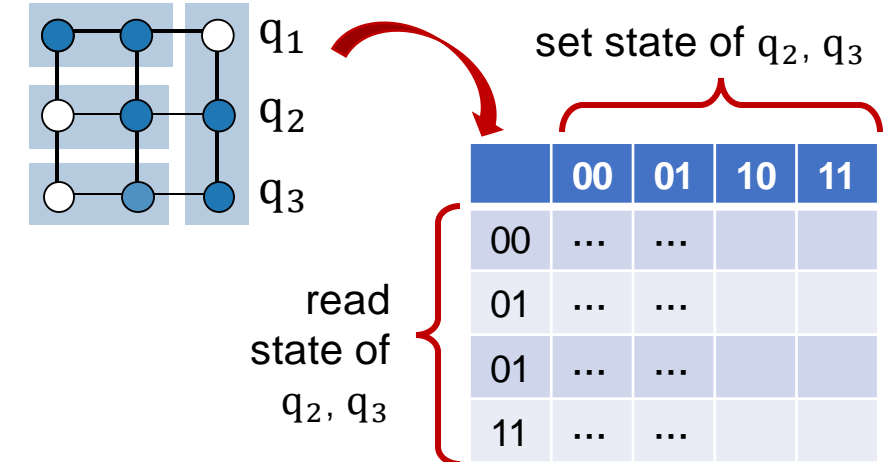 q₁
q₂
q₃
set state of q₂, q₃
00 01 10 11
00 ... ...
01 ... ...
01 ... ...
11 ... ...
read
state of
q₂, q₃